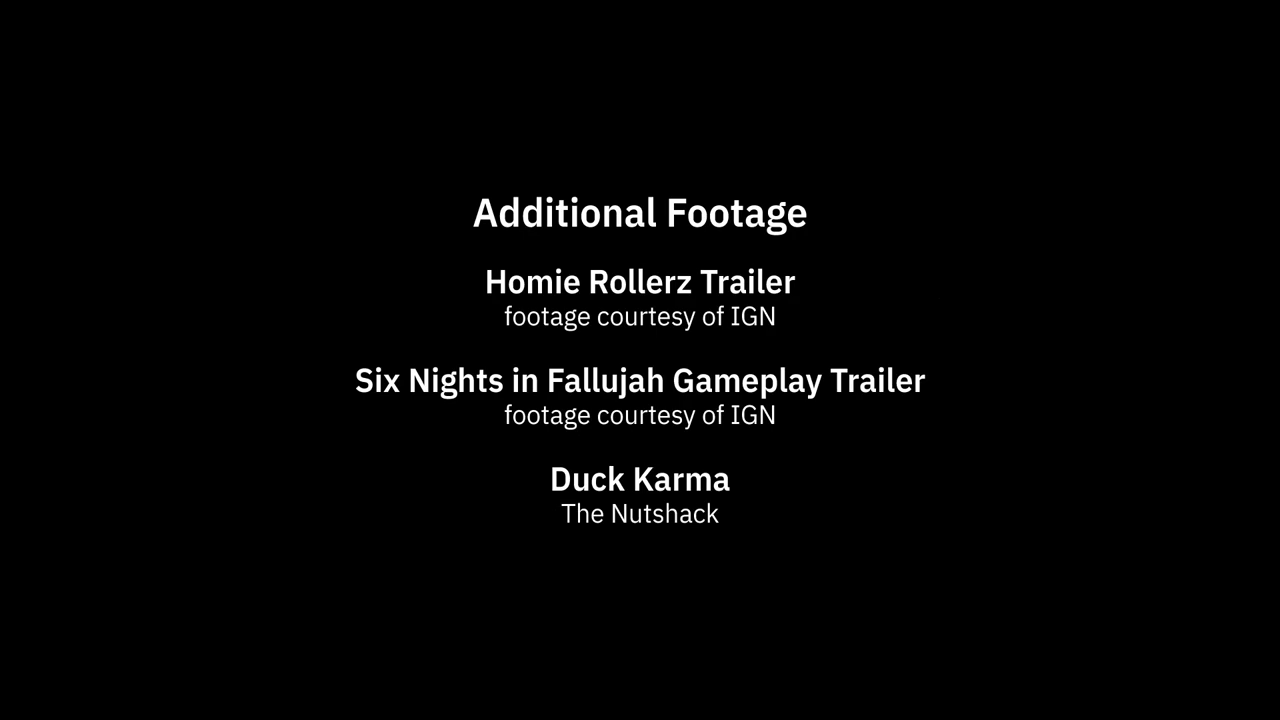 Additional Footage
Homie Rollerz Trailer
footage courtesy of IGN
Six Nights in Fallujah Gameplay Trailer
footage courtesy of IGN
Duck Karma
The Nutshack